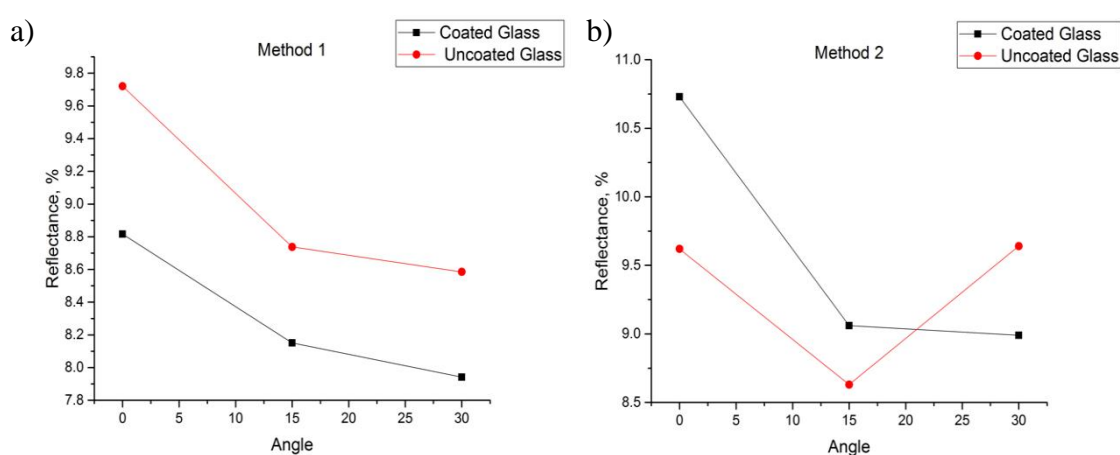 a)
Method 1
Coated Glass
Uncoated Glass
9.8
9.6
9.4
9.2
9.0
8.8
8.6
8.4
8.2
8.0
7.8
Reflectance, %
0 5 10 15 20 25 30
Angle
b)
Method 2
Coated Glass
Uncoated Glass
11.0
10.5
10.0
9.5
9.0
8.5
Reflectance, %
0 5 10 15 20 25 30
Angle